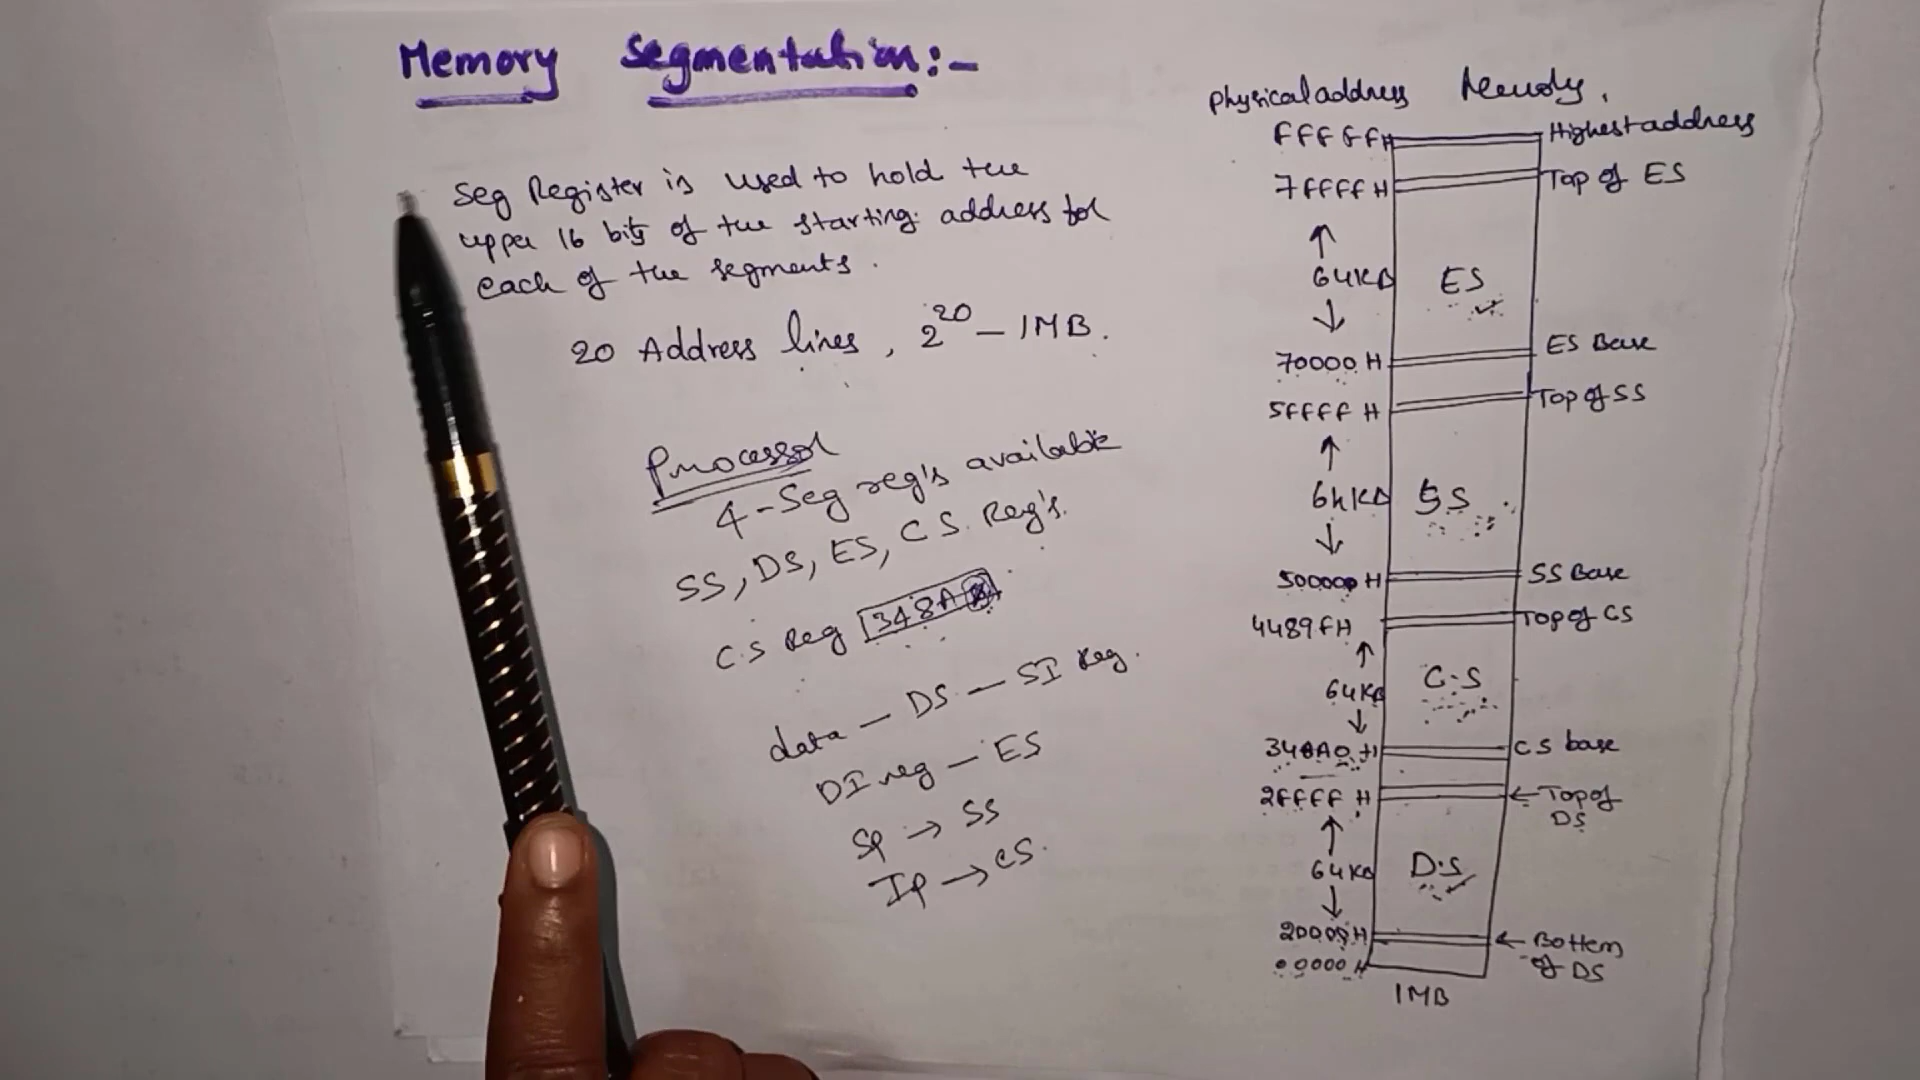 Memory Segmentation:-
Seg Register is used to hold the
upper 16 bits of the starting address for
each of the segments.
20 Address lines, 2^20 - 1MB.
Processor
4-Seg reg's available
SS, DS, ES, CS. Reg's.
C.S Reg 348A
data - DS - SI Reg.
DI reg - ES
SP → SS
IP → CS.
physical address Memory,
FFFFFH Highest address
7FFFFH Top of ES
↑
64KB ES
↓
70000 H ES Base
5FFFF H Top of SS
↑
64KB SS
↓
50000 H SS Base
4489FH Top of CS
↑
64KB C-S
↓
348A0 H CS base
2FFFF H ← Top of
DS
↑
64KB D.S
↓
20000H ← Bottom
of DS
00000 H
1MB